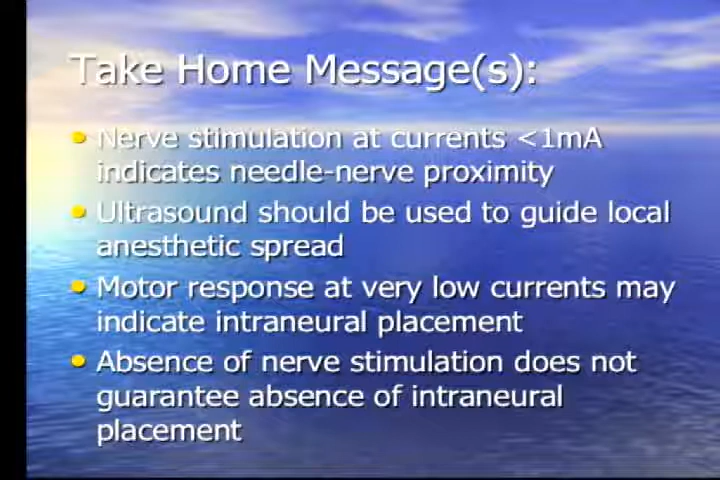 Take Home Message(s):
Nerve stimulation at currents <1mA
indicates needle-nerve proximity
Ultrasound should be used to guide local
anesthetic spread
Motor response at very low currents may
indicate intraneural placement
Absence of nerve stimulation does not
guarantee absence of intraneural
placement